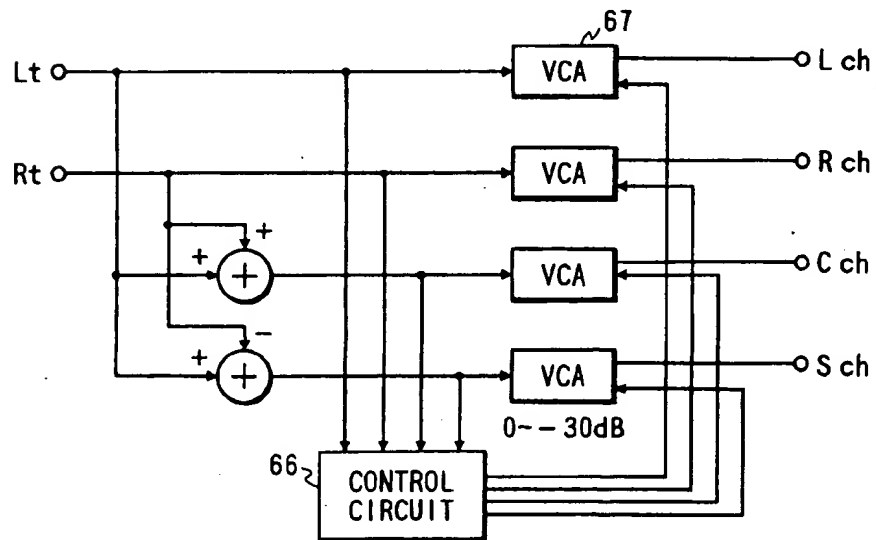 67
Lt
VCA
L ch
Rt
VCA
R ch
+
+
+
VCA
C ch
-
+
+
VCA
S ch
0~-30dB
66
CONTROL
CIRCUIT